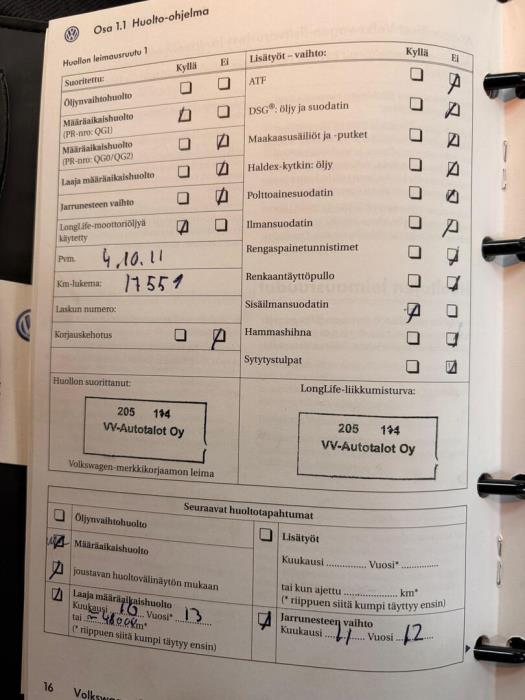 Osa 1.1 Huolto-ohjelma
Huollon leimausruutu 1
Suoritettu: Kyllä Ei
Öljynvaihtohuolto
Määräaikaishuolto
(PR-nro: QG1)
Määräaikaishuolto
(PR-nro: QG0/QG2)
Laaja määräaikaishuolto
Jarrunesteen vaihto
LongLife-moottoriöljyä
käytetty
Pvm. 4.10.11
Km-lukema: 17551
Laskun numero:
Korjauskehotus
Lisätyöt – vaihto: Kyllä Ei
ATF
DSG®: öljy ja suodatin
Maakaasusäiliöt ja -putket
Haldex-kytkin: öljy
Polttoainesuodatin
Ilmansuodatin
Rengaspainetunnistimet
Renkaantäyttöpullo
Sisäilmansuodatin
Hammashihna
Sytytystulpat
Huollon suorittanut:
205 194
VV-Autotalot Oy
Volkswagen-merkkikorjaamon leima
LongLife-liikkumisturva:
205 194
VV-Autotalot Oy
Seuraavat huoltotapahtumat
Öljynvaihtohuolto
Määräaikaishuolto
joustavan huoltovälinäytön mukaan
Laaja määräaikaishuolto
Kuukausi 10 Vuosi* 13
tai km*
(* riippuen siitä kumpi täytyy ensin)
Lisätyöt
Kuukausi ............... Vuosi* ..............
tai kun ajettu ............... km*
(* riippuen siitä kumpi täytyy ensin)
Jarrunesteen vaihto
Kuukausi 11 Vuosi 12
16